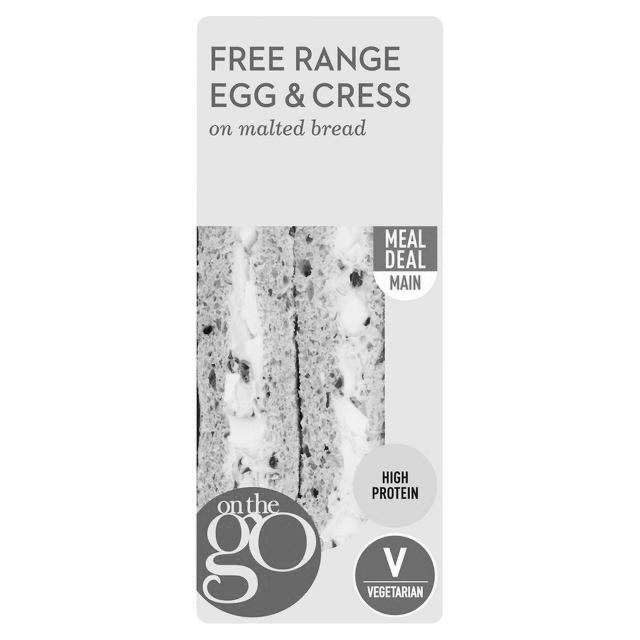 FREE RANGE
EGG & CRESS
on malted bread
MEAL
DEAL
MAIN
HIGH
PROTEIN
on the
go
V
VEGETARIAN